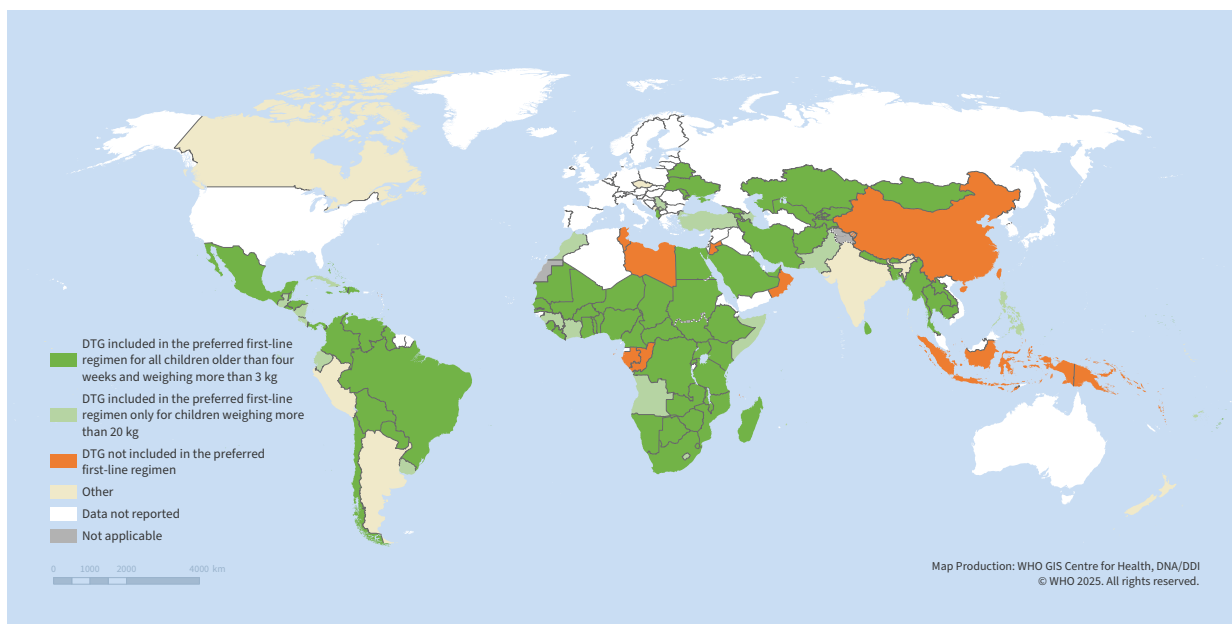 DTG included in the preferred first-line
regimen for all children older than four
weeks and weighing more than 3 kg
DTG included in the preferred first-line
regimen only for children weighing more
than 20 kg
DTG not included in the preferred
first-line regimen
Other
Data not reported
Not applicable
0 1000 2000 4000 km
Map Production: WHO GIS Centre for Health, DNA/DDI
© WHO 2025. All rights reserved.